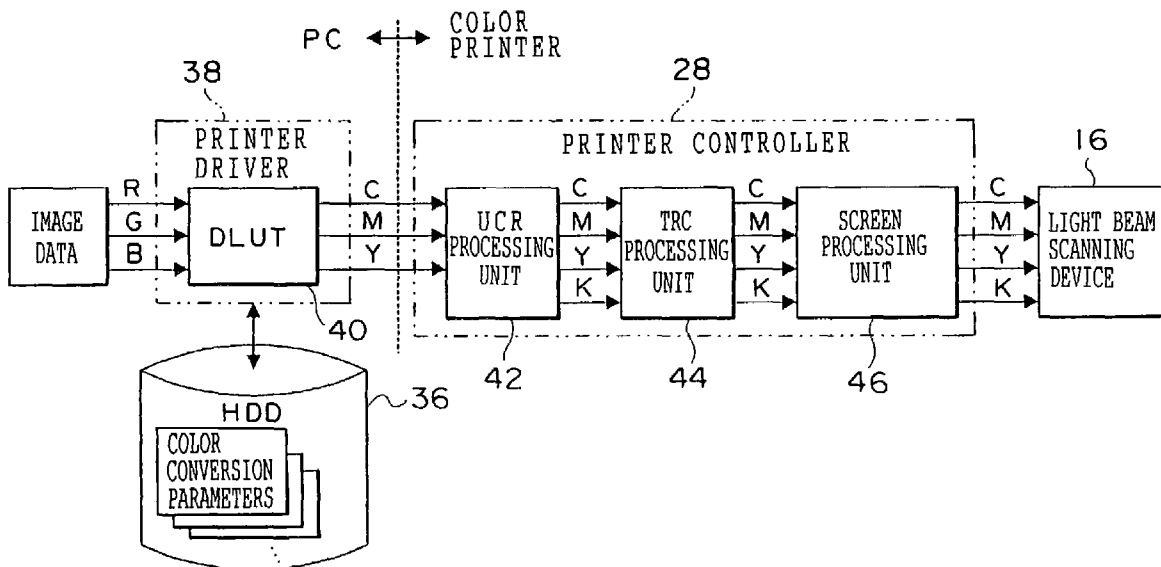 PC
COLOR
PRINTER
38
28
PRINTER
DRIVER
PRINTER CONTROLLER
16
IMAGE
DATA
R
G
B
DLUT
C
M
Y
UCR
PROCESSING
UNIT
C
M
Y
K
TRC
PROCESSING
UNIT
C
M
Y
K
SCREEN
PROCESSING
UNIT
C
M
Y
K
LIGHT BEAM
SCANNING
DEVICE
40
42
44
46
36
HDD
COLOR
CONVERSION
PARAMETERS